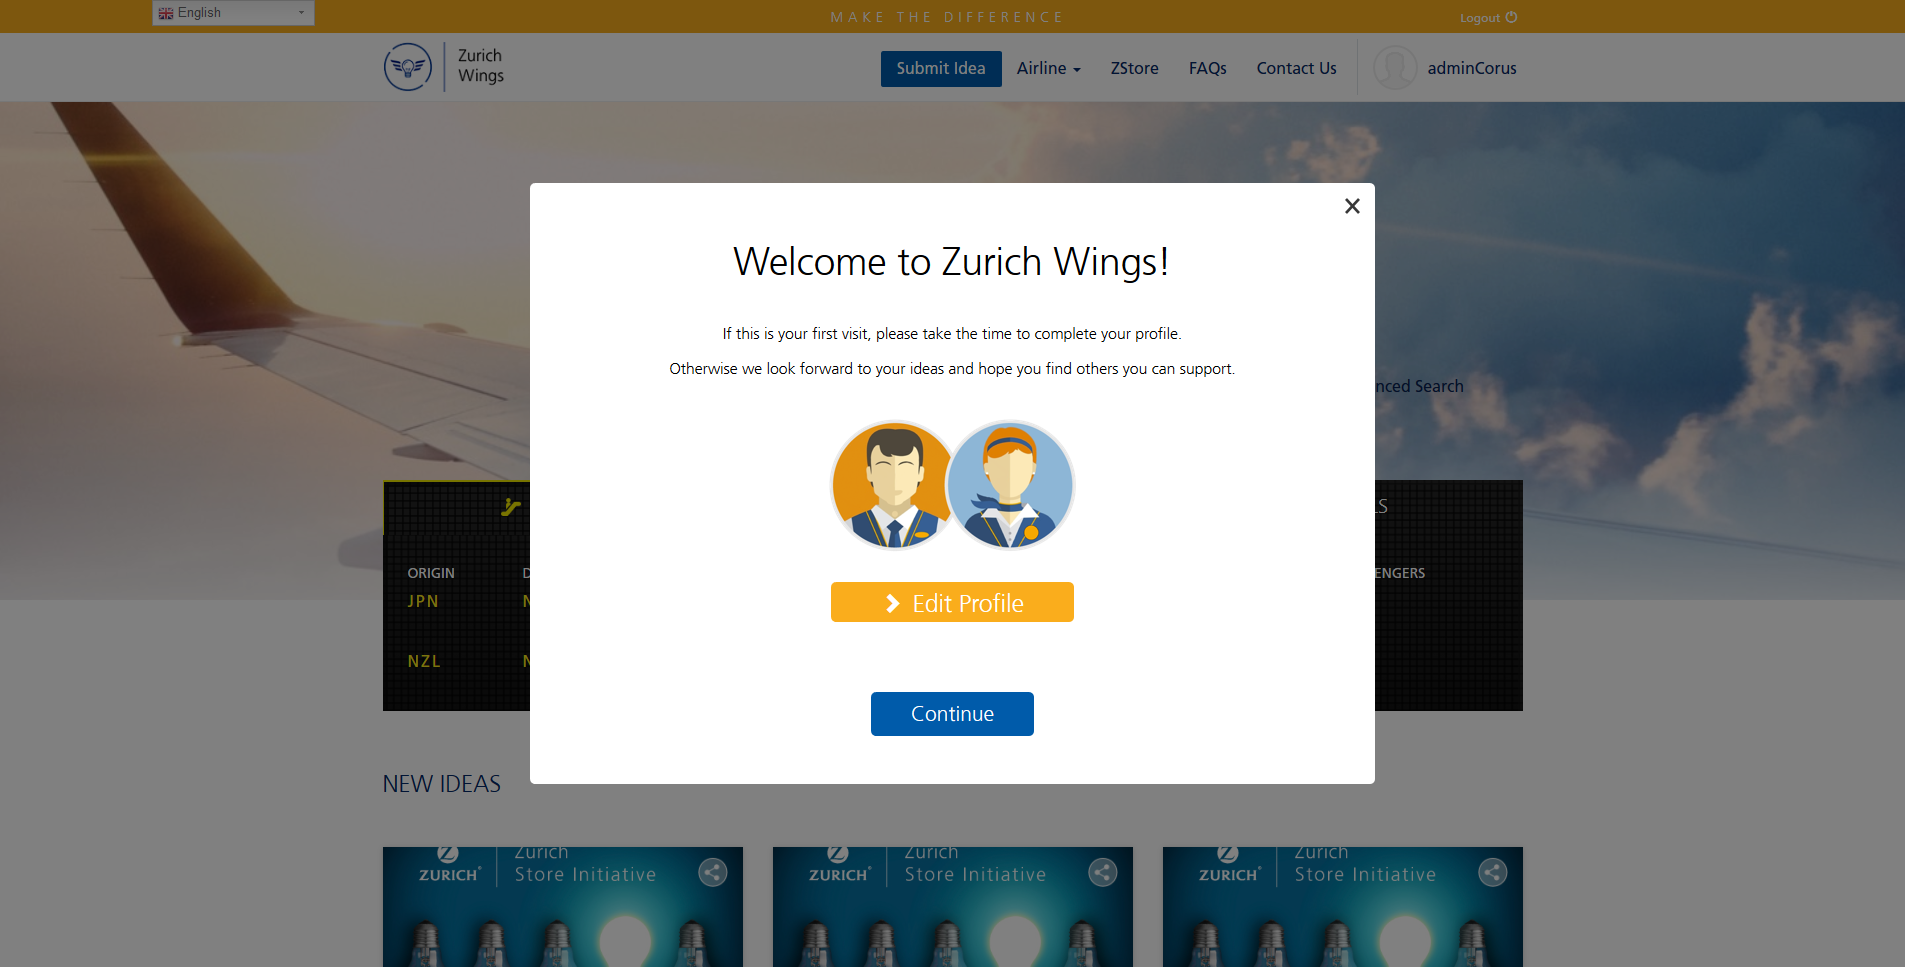 English
MAKE THE DIFFERENCE
Logout
Zurich
Wings
Submit Idea
Airline
ZStore
FAQs
Contact Us
adminCorus
Welcome to Zurich Wings!
If this is your first visit, please take the time to complete your profile.
Otherwise we look forward to your ideas and hope you find others you can support.
Search
Edit Profile
Continue
ORIGIN
JPN
NZL
NEW IDEAS
Zurich
ZURICH
Store Initiative
Zurich
ZURICH
Store Initiative
Zurich
ZURICH
Store Initiative